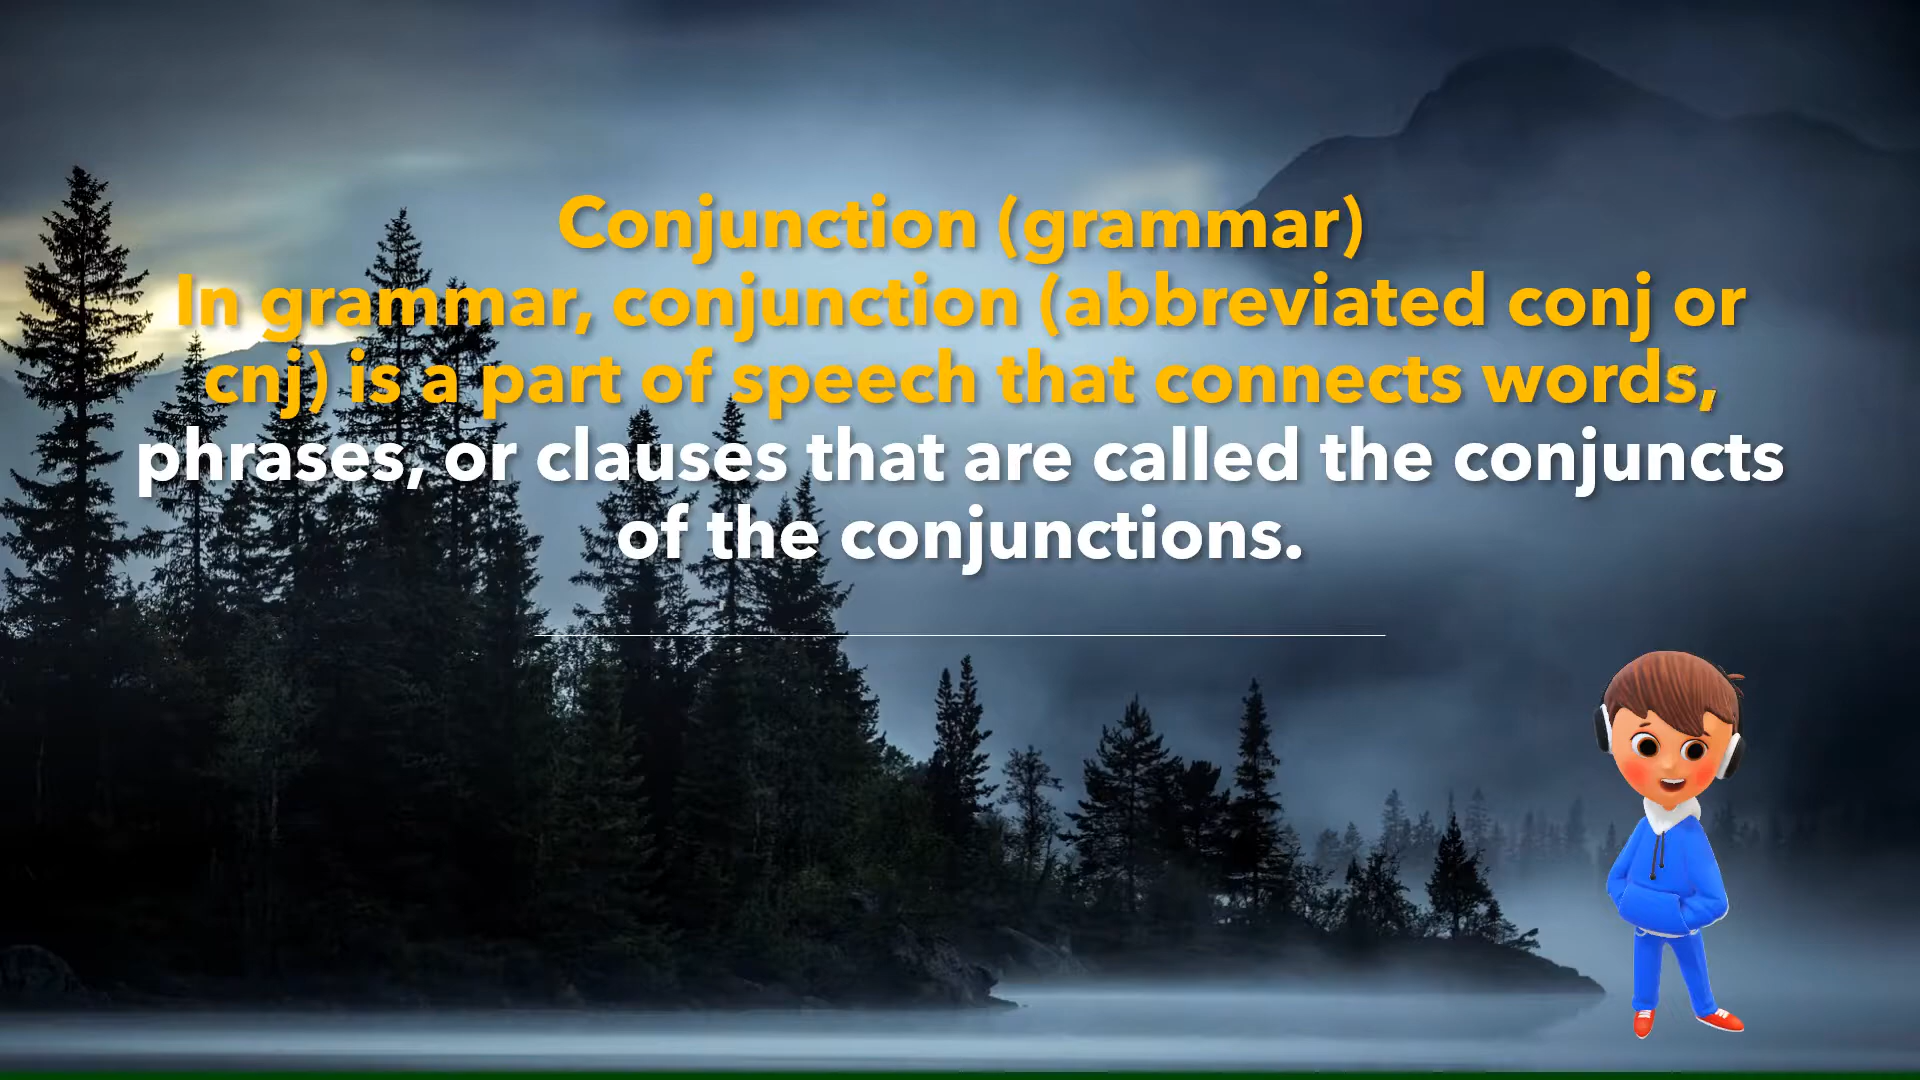 Conjunction (grammar)
In grammar, conjunction (abbreviated conj or
cnj) is a part of speech that connects words,
phrases, or clauses that are called the conjuncts
of the conjunctions.